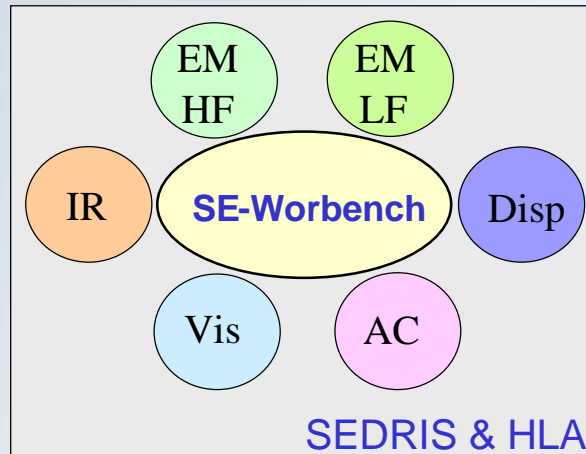 EM
HF
EM
LF
IR
SE-Worbench
Disp
Vis
AC
SEDRIS & HLA